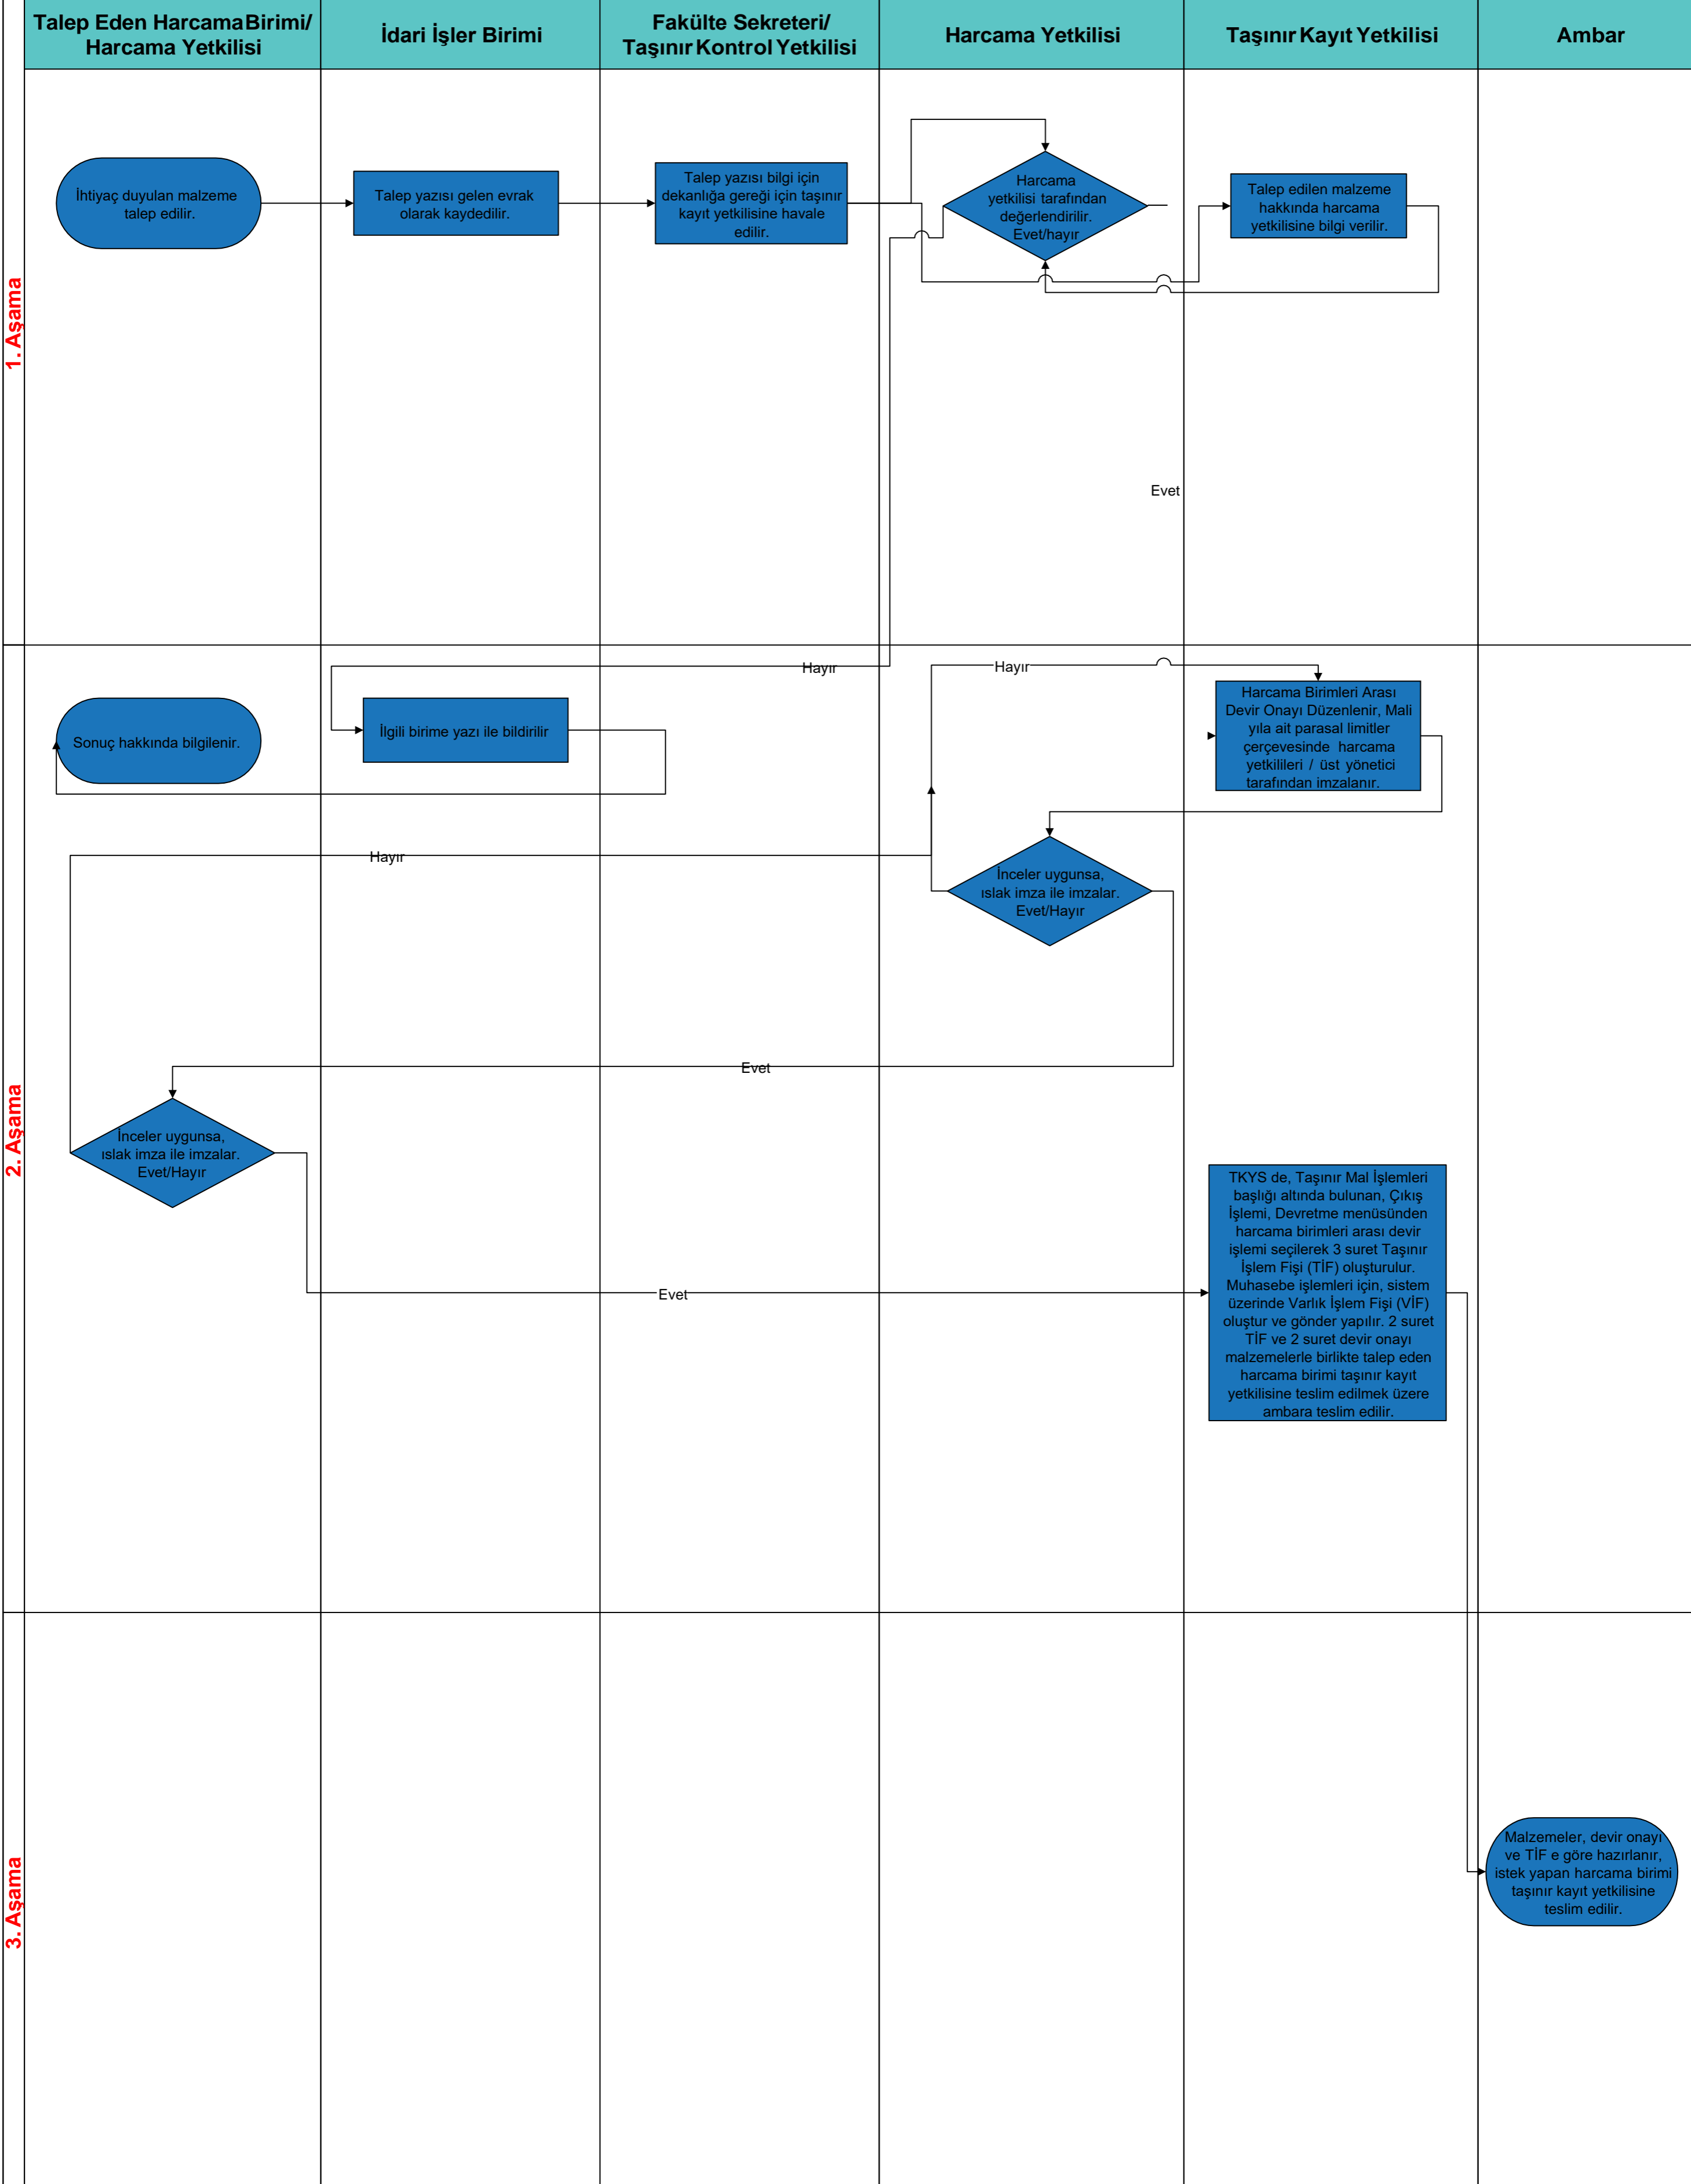 Talep Eden Harcama Birimi/
Harcama Yetkilisi
İdari İşler Birimi
Fakülte Sekreteri/
Taşınır Kontrol Yetkilisi
Harcama Yetkilisi
Taşınır Kayıt Yetkilisi
Ambar
1. Aşama
İhtiyaç duyulan malzeme
talep edilir.
Talep yazısı gelen evrak
olarak kaydedilir.
Talep yazısı bilgi için
dekanlığa gereği için taşınır
kayıt yetkilisine havale
edilir.
Harcama
yetkilisi tarafından
değerlendirilir.
Evet/hayır
Talep edilen malzeme
hakkında harcama
yetkilisine bilgi verilir.
Evet
2. Aşama
Hayır
Hayır
Sonuç hakkında bilgilenir.
İlgili birime yazı ile bildirilir
Harcama Birimleri Arası
Devir Onayı Düzenlenir, Mali
yıla ait parasal limitler
çerçevesinde harcama
yetkilileri / üst yönetici
tarafından imzalanır.
Hayır
İnceler uygunsa,
ıslak imza ile imzalar.
Evet/Hayır
Evet
İnceler uygunsa,
ıslak imza ile imzalar.
Evet/Hayır
Evet
TKYS de, Taşınır Mal İşlemleri
başlığı altında bulunan, Çıkış
İşlemi, Devretme menüsünden
harcama birimleri arası devir
işlemi seçilerek 3 suret Taşınır
İşlem Fişi (TİF) oluşturulur.
Muhasebe işlemleri için, sistem
üzerinde Varlık İşlem Fişi (VİF)
oluştur ve gönder yapılır. 2 suret
TİF ve 2 suret devir onayı
malzemelerle birlikte talep eden
harcama birimi taşınır kayıt
yetkilisine teslim edilmek üzere
ambara teslim edilir.
3. Aşama
Malzemeler, devir onayı
ve TİF e göre hazırlanır,
istek yapan harcama birimi
taşınır kayıt yetkilisine
teslim edilir.